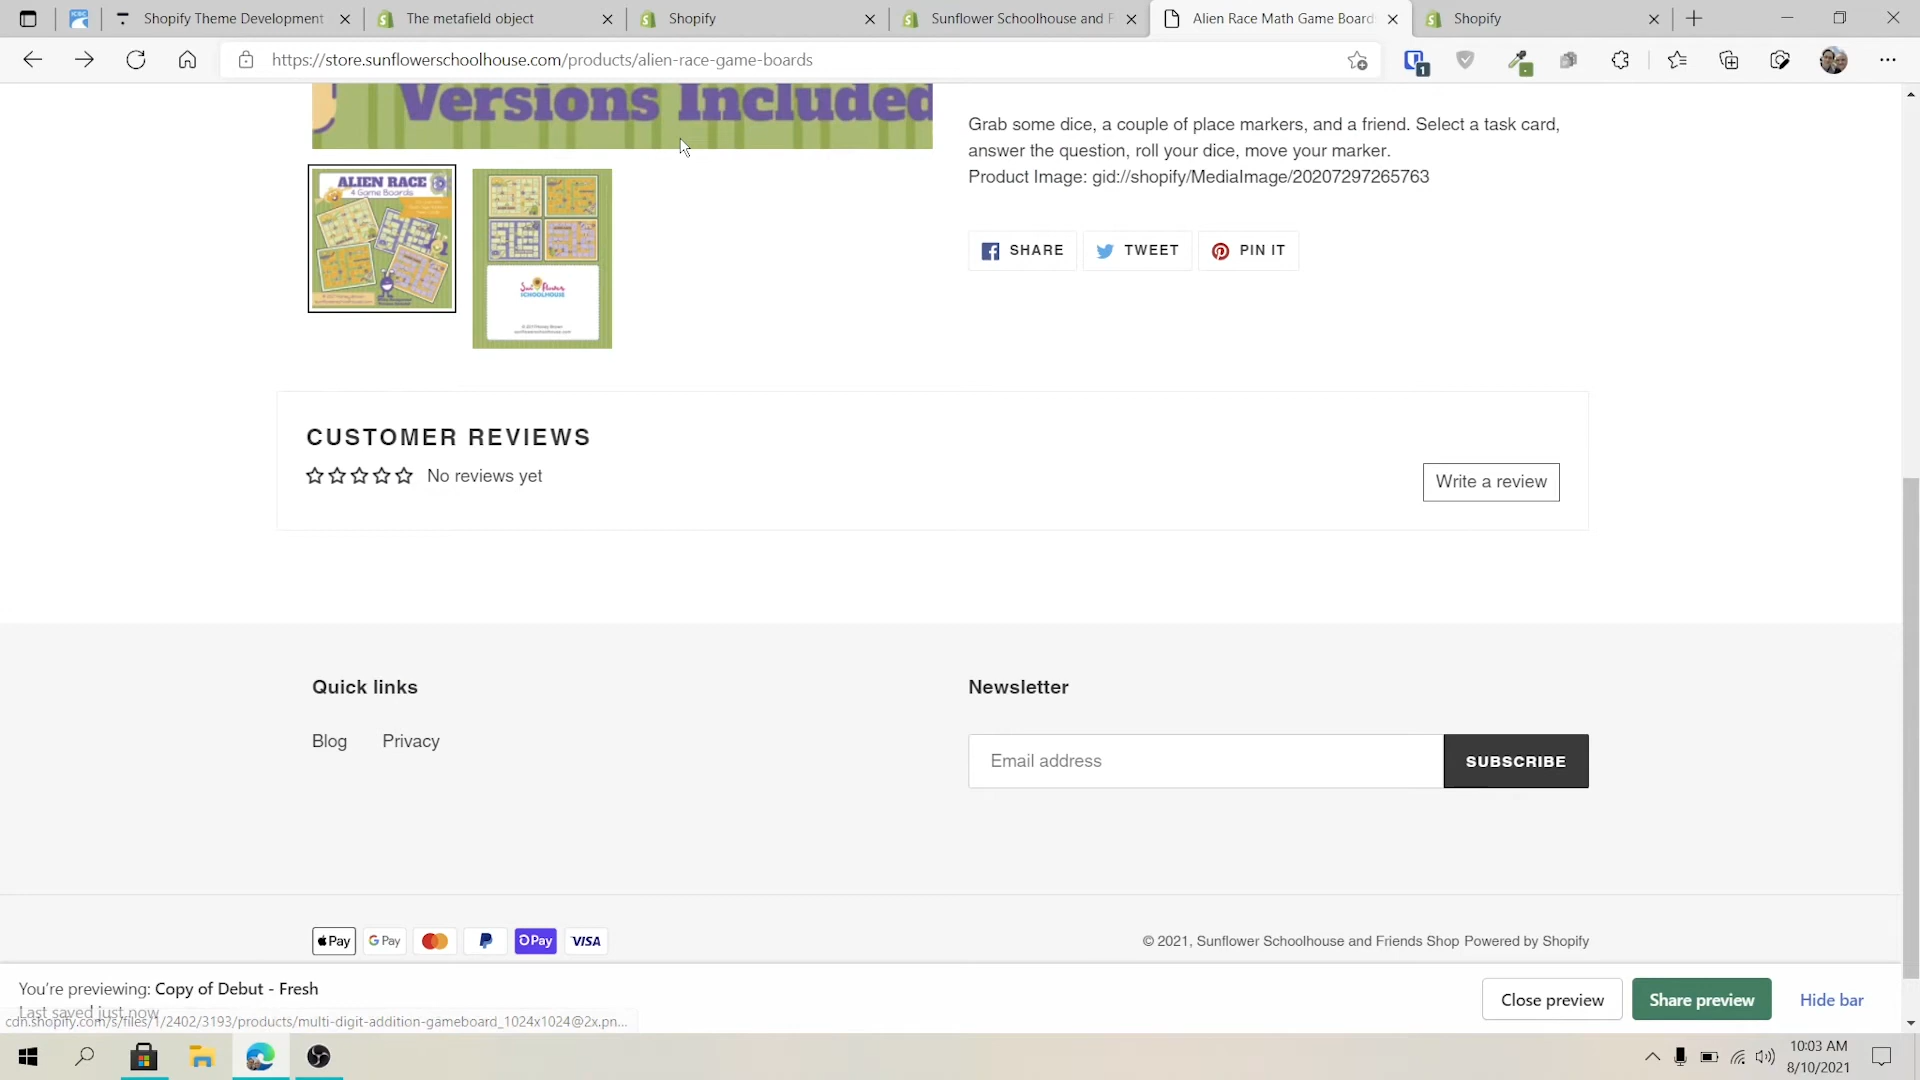 Shopify Theme Development
The metafield object
Shopify
Sunflower Schoolhouse and F
Alien Race Math Game Board
Shopify
https://store.sunflowerschoolhouse.com/products/alien-race-game-boards
1
Versions Included
Grab some dice, a couple of place markers, and a friend. Select a task card,
answer the question, roll your dice, move your marker.
Product Image: gid://shopify/MediaImage/20207297265763
ALIEN RACE
4 Game Boards
SunFlower
SCHOOLHOUSE
SHARE
TWEET
PIN IT
CUSTOMER REVIEWS
No reviews yet
Write a review
Quick links
Newsletter
Blog
Privacy
Email address
SUBSCRIBE
Pay
G Pay
Pay
VISA
© 2021, Sunflower Schoolhouse and Friends Shop Powered by Shopify
You're previewing: Copy of Debut - Fresh
Last saved just now
cdn.shopify.com/s/files/1/2402/3193/products/multi-digit-addition-gameboard_1024x1024@2x.pn...
Close preview
Share preview
Hide bar
10:03 AM
8/10/2021